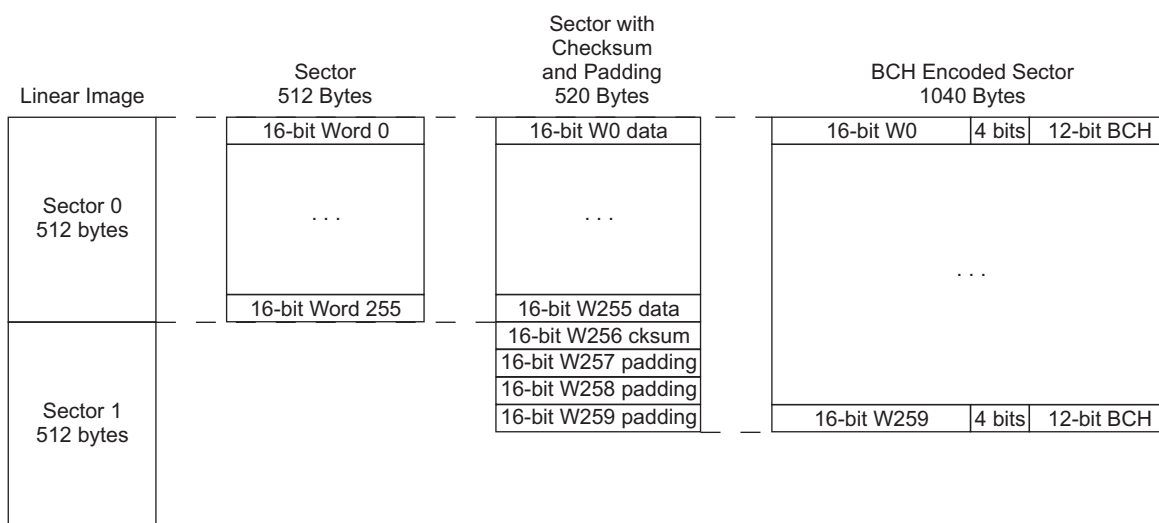 Linear Image
Sector 0
512 bytes
Sector 1
512 bytes
Sector
512 Bytes
16-bit Word 0
. . .
16-bit Word 255
Sector with
Checksum
and Padding
520 Bytes
16-bit W0 data
. . .
16-bit W255 data
16-bit W256 cksum
16-bit W257 padding
16-bit W258 padding
16-bit W259 padding
BCH Encoded Sector
1040 Bytes
16-bit W0 4 bits 12-bit BCH
. . .
16-bit W259 4 bits 12-bit BCH